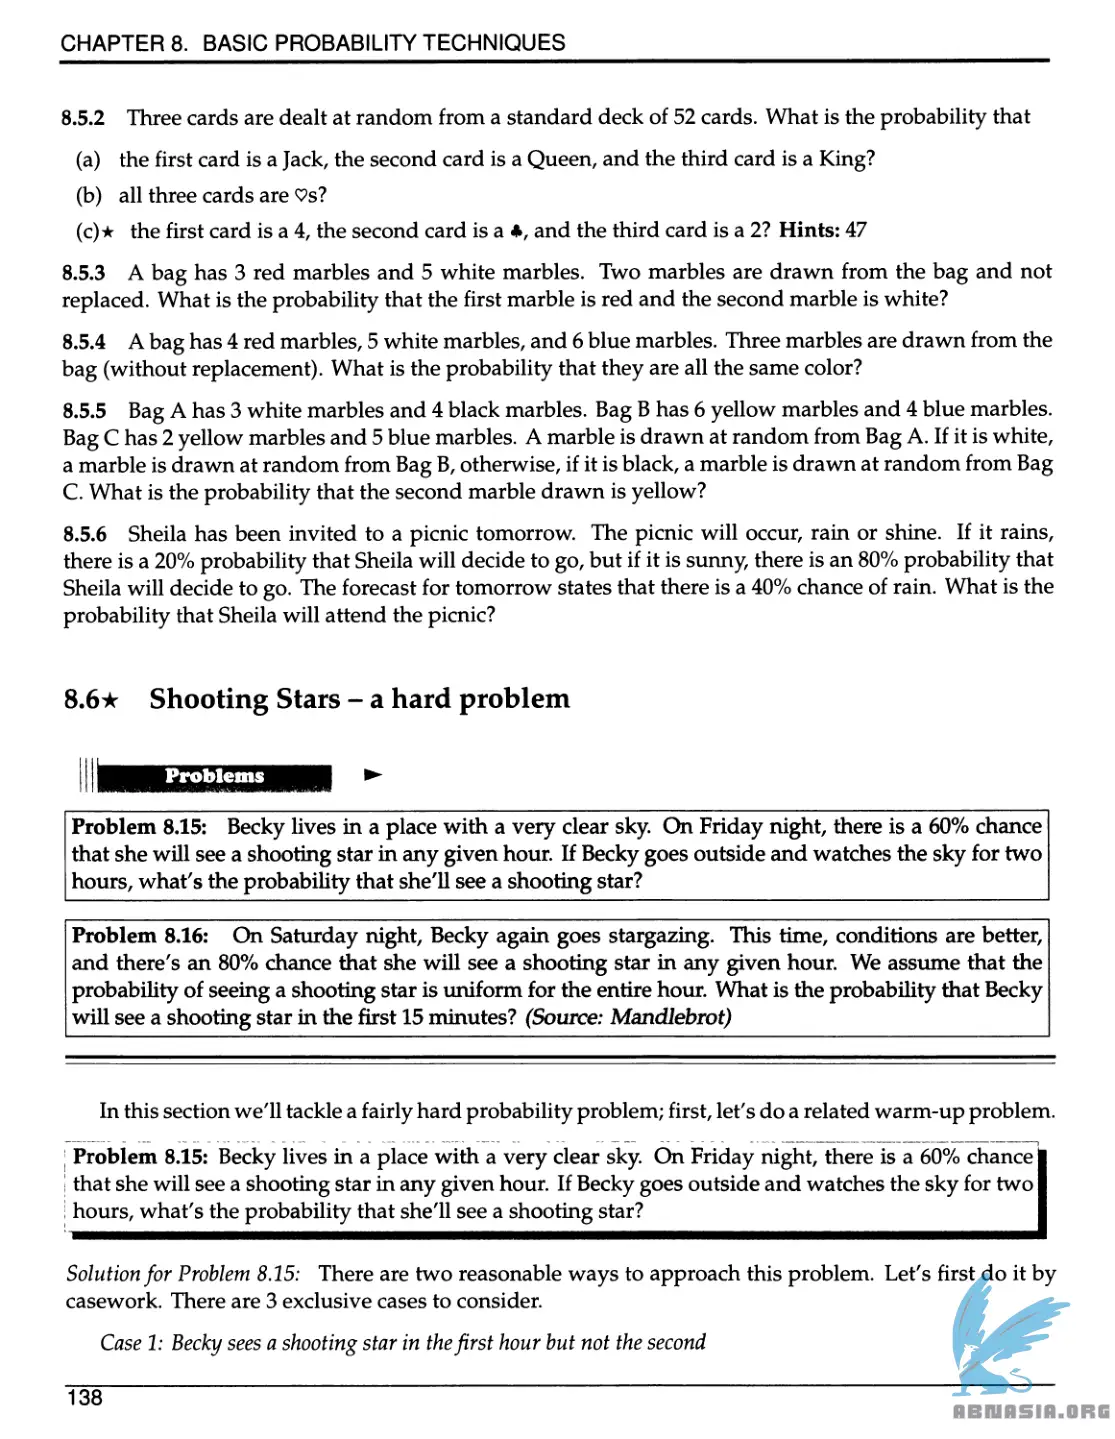 CHAPTER 8. BASIC PROBABILITY TECHNIQUES
8.5.2 Three cards are dealt at random from a standard deck of 52 cards. What is the probability that
(a) the first card is a Jack, the second card is a Queen, and the third card is a King?
(b) all three cards are ♡s?
(c)★ the first card is a 4, the second card is a ♣, and the third card is a 2? Hints: 47
8.5.3 A bag has 3 red marbles and 5 white marbles. Two marbles are drawn from the bag and not
replaced. What is the probability that the first marble is red and the second marble is white?
8.5.4 A bag has 4 red marbles, 5 white marbles, and 6 blue marbles. Three marbles are drawn from the
bag (without replacement). What is the probability that they are all the same color?
8.5.5 Bag A has 3 white marbles and 4 black marbles. Bag B has 6 yellow marbles and 4 blue marbles.
Bag C has 2 yellow marbles and 5 blue marbles. A marble is drawn at random from Bag A. If it is white,
a marble is drawn at random from Bag B, otherwise, if it is black, a marble is drawn at random from Bag
C. What is the probability that the second marble drawn is yellow?
8.5.6 Sheila has been invited to a picnic tomorrow. The picnic will occur, rain or shine. If it rains,
there is a 20% probability that Sheila will decide to go, but if it is sunny, there is an 80% probability that
Sheila will decide to go. The forecast for tomorrow states that there is a 40% chance of rain. What is the
probability that Sheila will attend the picnic?
8.6★ Shooting Stars – a hard problem
Problems
Problem 8.15: Becky lives in a place with a very clear sky. On Friday night, there is a 60% chance
that she will see a shooting star in any given hour. If Becky goes outside and watches the sky for two
hours, what's the probability that she'll see a shooting star?
Problem 8.16: On Saturday night, Becky again goes stargazing. This time, conditions are better,
and there's an 80% chance that she will see a shooting star in any given hour. We assume that the
probability of seeing a shooting star is uniform for the entire hour. What is the probability that Becky
will see a shooting star in the first 15 minutes? (Source: Mandlebrot)
In this section we'll tackle a fairly hard probability problem; first, let's do a related warm-up problem.
Problem 8.15: Becky lives in a place with a very clear sky. On Friday night, there is a 60% chance
that she will see a shooting star in any given hour. If Becky goes outside and watches the sky for two
hours, what's the probability that she'll see a shooting star?
Solution for Problem 8.15: There are two reasonable ways to approach this problem. Let's first do it by
casework. There are 3 exclusive cases to consider.
Case 1: Becky sees a shooting star in the first hour but not the second
138
ABNASIA.ORG